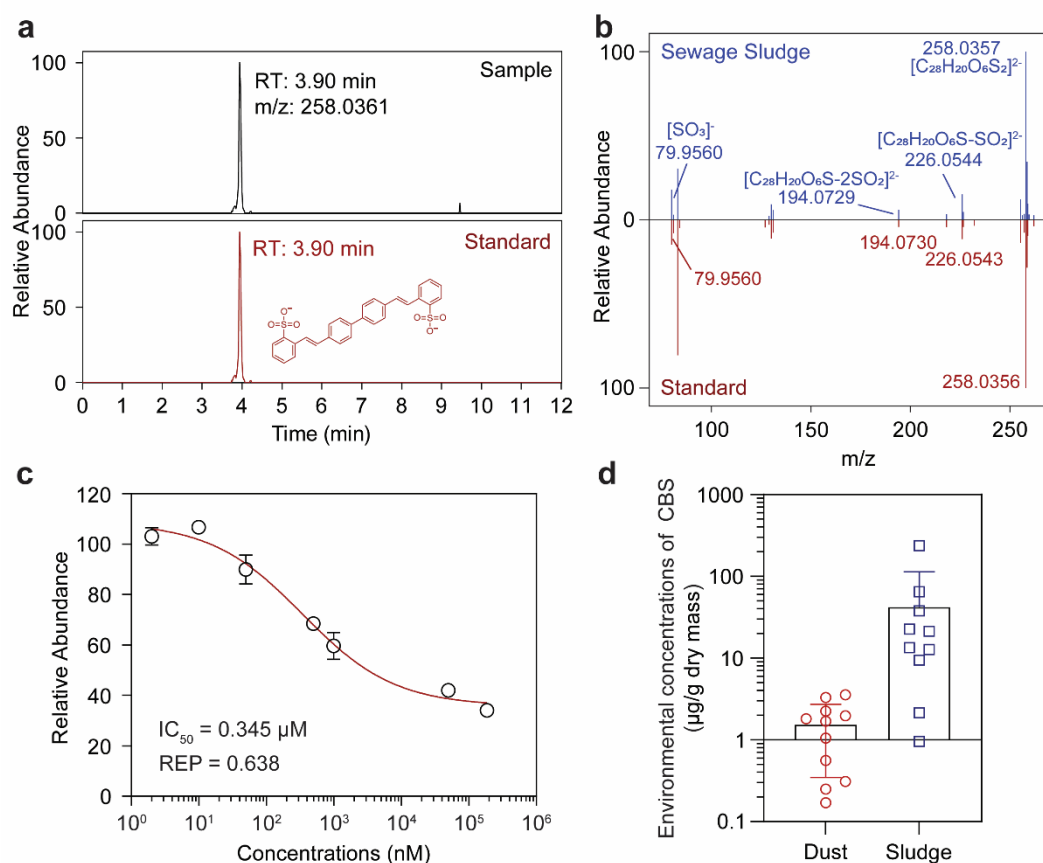 a
100
50
0
RT: 3.90 min
m/z: 258.0361
Sample
100
50
0
RT: 3.90 min
Standard
O⁻
O=S=O
O=S=O
O⁻
Relative Abundance
0 1 2 3 4 5 6 7 8 9 10 11 12
Time (min)
b
100
50
0
50
100
Relative Abundance
Sewage Sludge
258.0357
[C₂₈H₂₀O₆S₂]²⁻
[SO₃]⁻
79.9560
[C₂₈H₂₀O₆S-SO₂]²⁻
226.0544
[C₂₈H₂₀O₆S-2SO₂]²⁻
194.0729
194.0730
226.0543
79.9560
Standard
258.0356
100 150 200 250
m/z
c
120
100
80
60
40
20
0
Relative Abundance
IC₅₀ = 0.345 µM
REP = 0.638
10⁰ 10¹ 10² 10³ 10⁴ 10⁵ 10⁶
Concentrations (nM)
d
Environmental concentrations of CBS
(µg/g dry mass)
1000
100
10
1
0.1
Dust Sludge